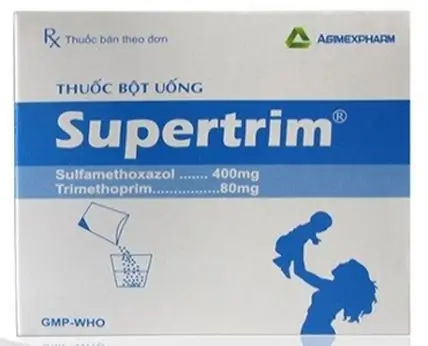 Rx Thuốc bán theo đơn
AGIMEXPHARM
THUỐC BỘT UỐNG
Supertrim®
Sulfamethoxazol ....... 400mg
Trimethoprim................80mg
GMP-WHO